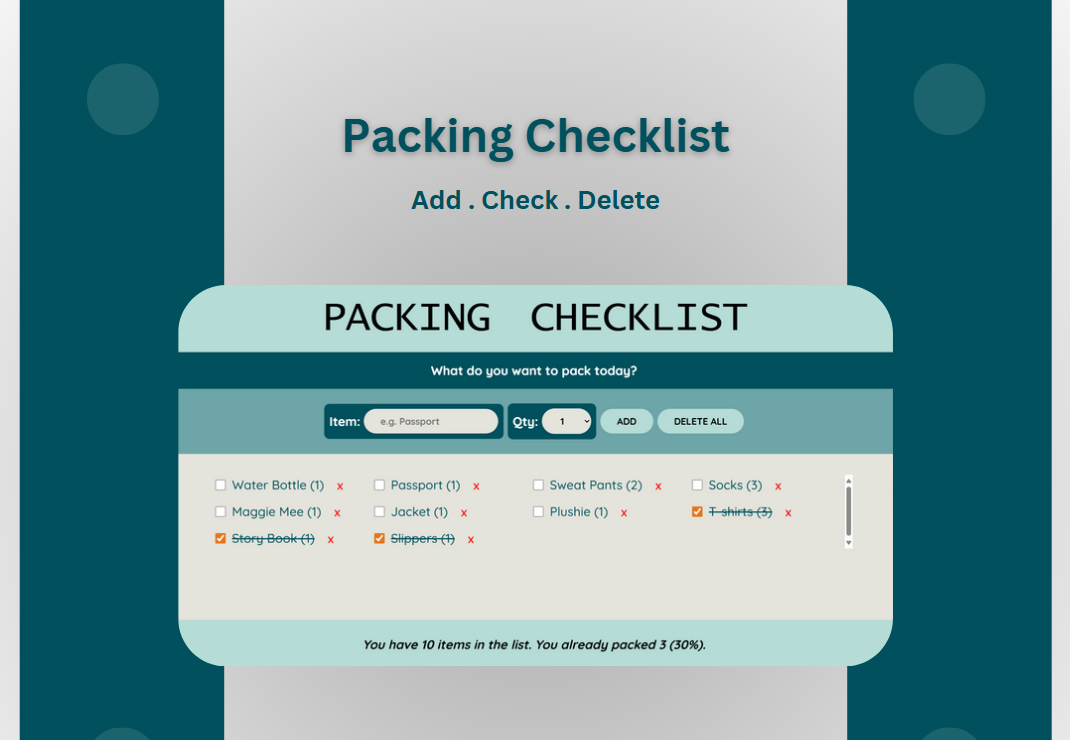 Packing Checklist
Add . Check . Delete
PACKING CHECKLIST
What do you want to pack today?
Item: e.g. Passport Qty: 1 ADD DELETE ALL
Water Bottle (1) x Passport (1) x Sweat Pants (2) x Socks (3) x
Maggie Mee (1) x Jacket (1) x Plushie (1) x T-shirts (3) x
Story Book (1) x Slippers (1) x
You have 10 items in the list. You already packed 3 (30%).